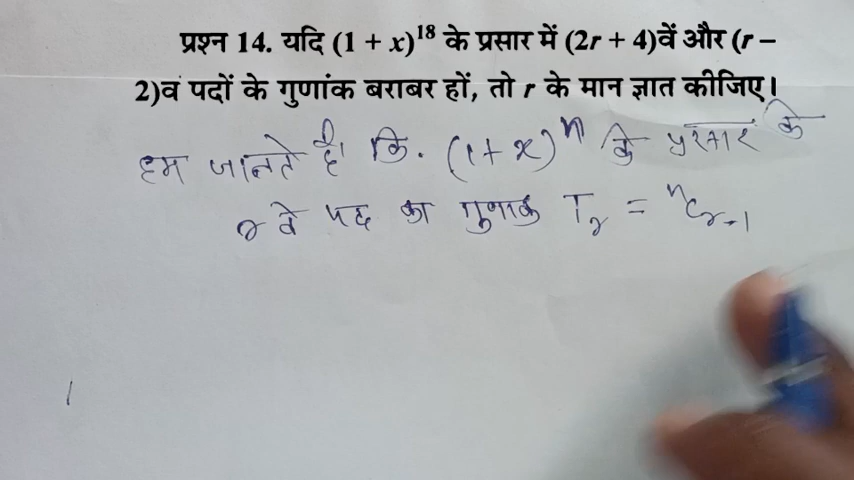 प्रश्न 14. यदि (1 + x)¹⁸ के प्रसार में (2r + 4)वें और (r –
2)व पदों के गुणांक बराबर हों, तो r के मान ज्ञात कीजिए।
हम जानते है कि. (1 + x)ⁿ के प्रसार के
r वे पद का गुणांक Tᵣ = ⁿCᵣ₋₁